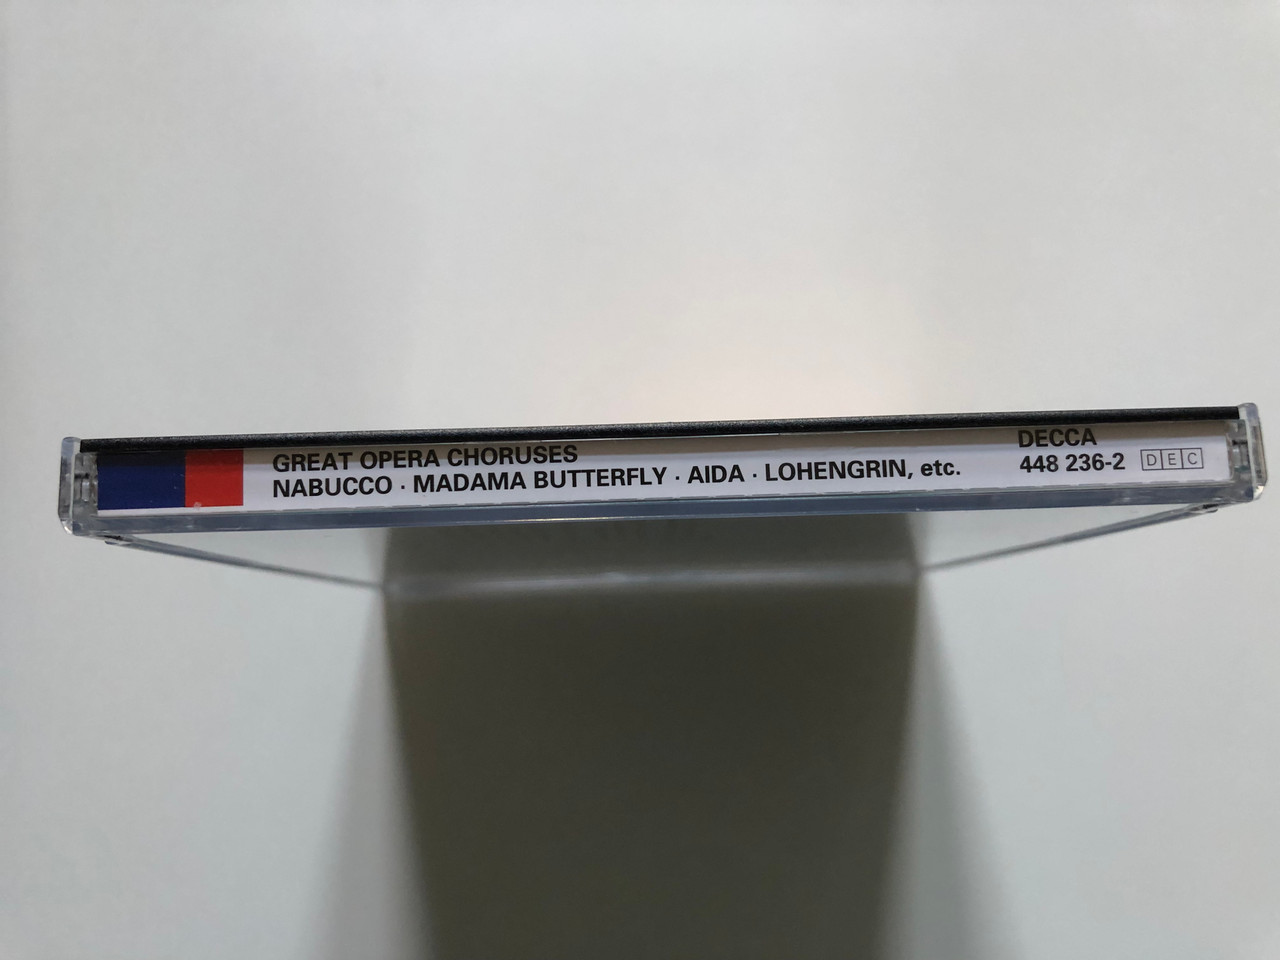 GREAT OPERA CHORUSES
NABUCCO · MADAMA BUTTERFLY · AIDA · LOHENGRIN, etc.
DECCA
448 236-2 DEC